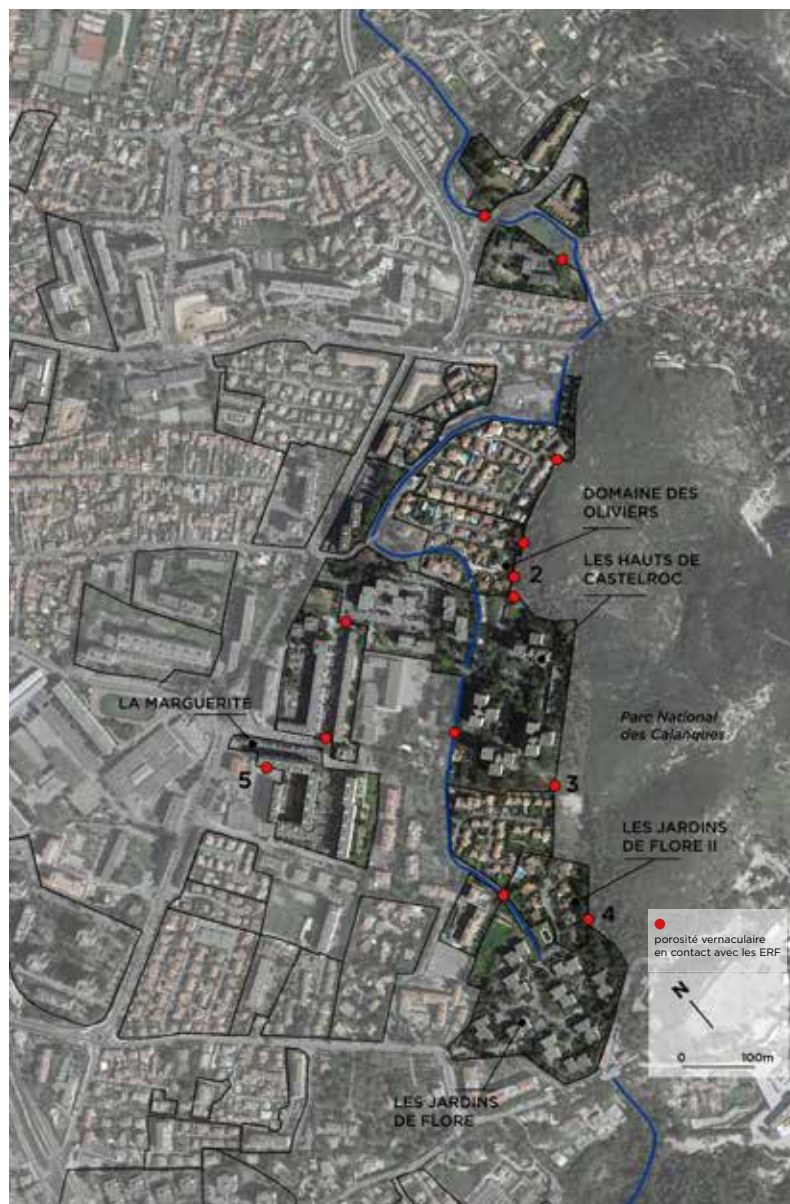 DOMAINE DES
OLIVIERS
2
LES HAUTS DE
CASTELROC
LA MARGUERITE
Parc National
des Calanques
5
3
LES JARDINS
DE FLORE II
4
porosité vernaculaire
en contact avec les ERF
N
0 100m
LES JARDINS
DE FLORE